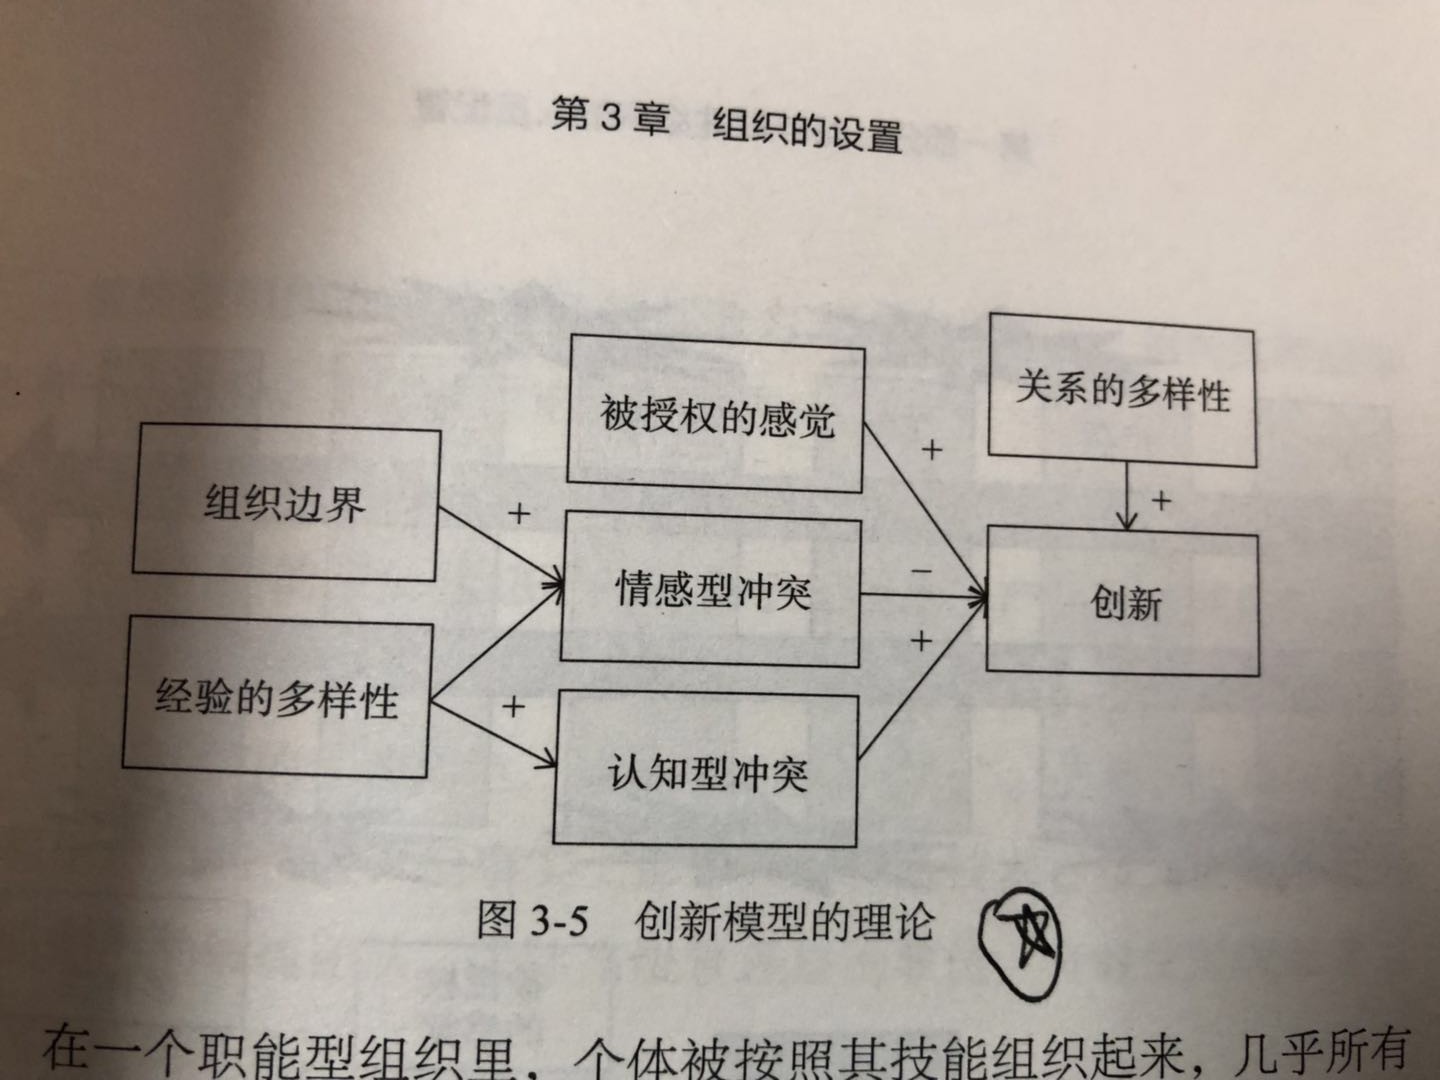 第 3 章 组织的设置
关系的多样性
被授权的感觉
+
+
组织边界
+
情感型冲突
−
创新
+
经验的多样性
+
认知型冲突
图 3-5 创新模型的理论
在一个职能型组织里，个体被按照其技能组织起来，几乎所有